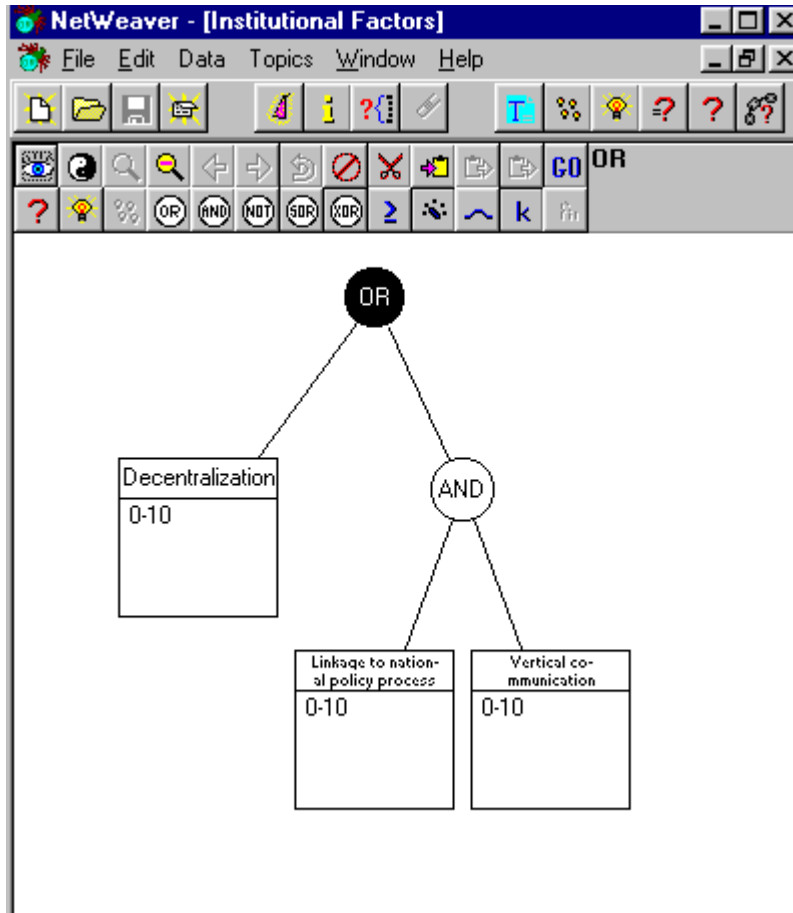 NetWeaver - [Institutional Factors]
File Edit Data Topics Window Help
i ?{ T =? ? ??
GO OR
? OR AND NOT SOR XOR ≥ k fn
OR
Decentralization
0-10
AND
Linkage to nation-
al policy process
0-10
Vertical co-
mmunication
0-10